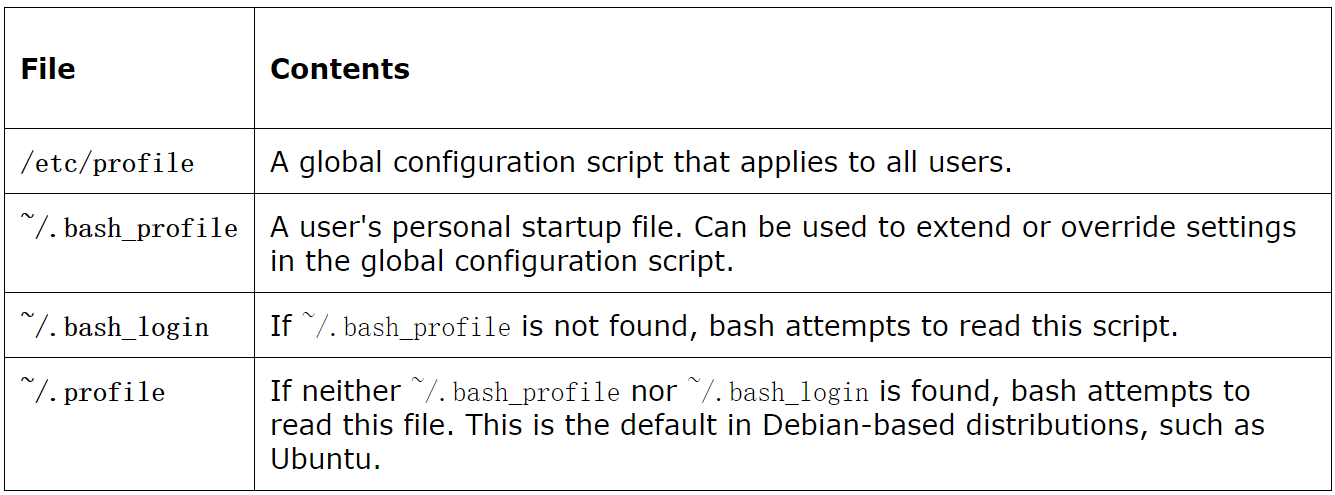 File
Contents
/etc/profile
A global configuration script that applies to all users.
~/.bash_profile
A user's personal startup file. Can be used to extend or override settings
in the global configuration script.
~/.bash_login
If ~/.bash_profile is not found, bash attempts to read this script.
~/.profile
If neither ~/.bash_profile nor ~/.bash_login is found, bash attempts to
read this file. This is the default in Debian-based distributions, such as
Ubuntu.